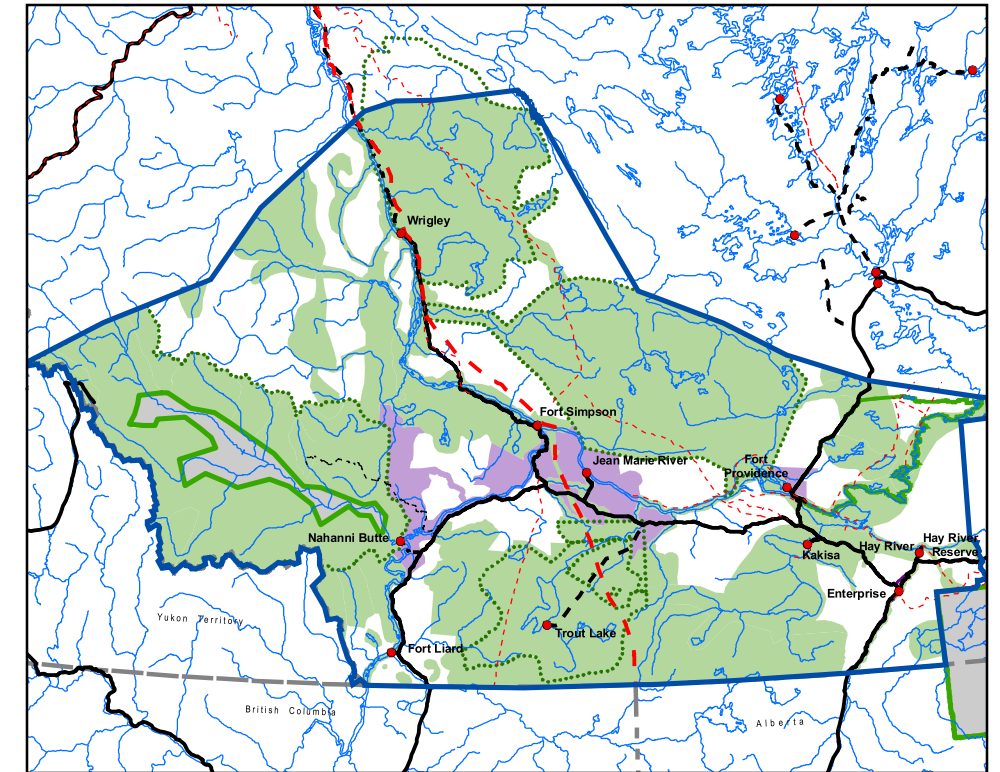 Wrigley
Fort Simpson
Jean Marie River
Fort
Providence
Nahanni Butte
Kakisa
Hay River
Hay River
Reserve
Enterprise
Yukon Territory
Trout Lake
Fort Liard
British Columbia
Alberta